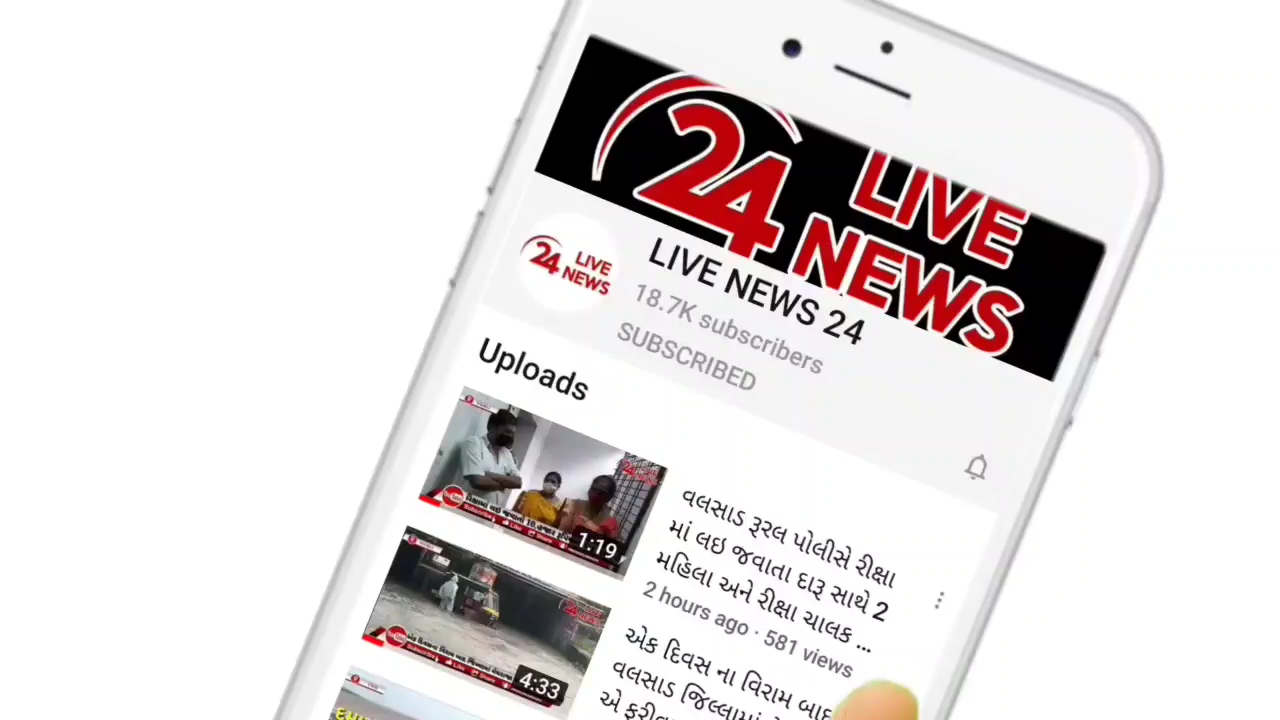 24 LIVE
NEWS
24 LIVE
NEWS
LIVE NEWS 24
18.7K subscribers
SUBSCRIBED
Uploads
1:19
વલસાડ રૂરલ પોલીસે રીક્ષા
માં લઇ જવાતા દારૂ સાથે 2
મહિલા અને રીક્ષા ચાલક ...
2 hours ago · 581 views
4:33
એક દિવસ ના વિરામ બાદ
વલસાડ જિલ્લામાં
એ ફરીવા